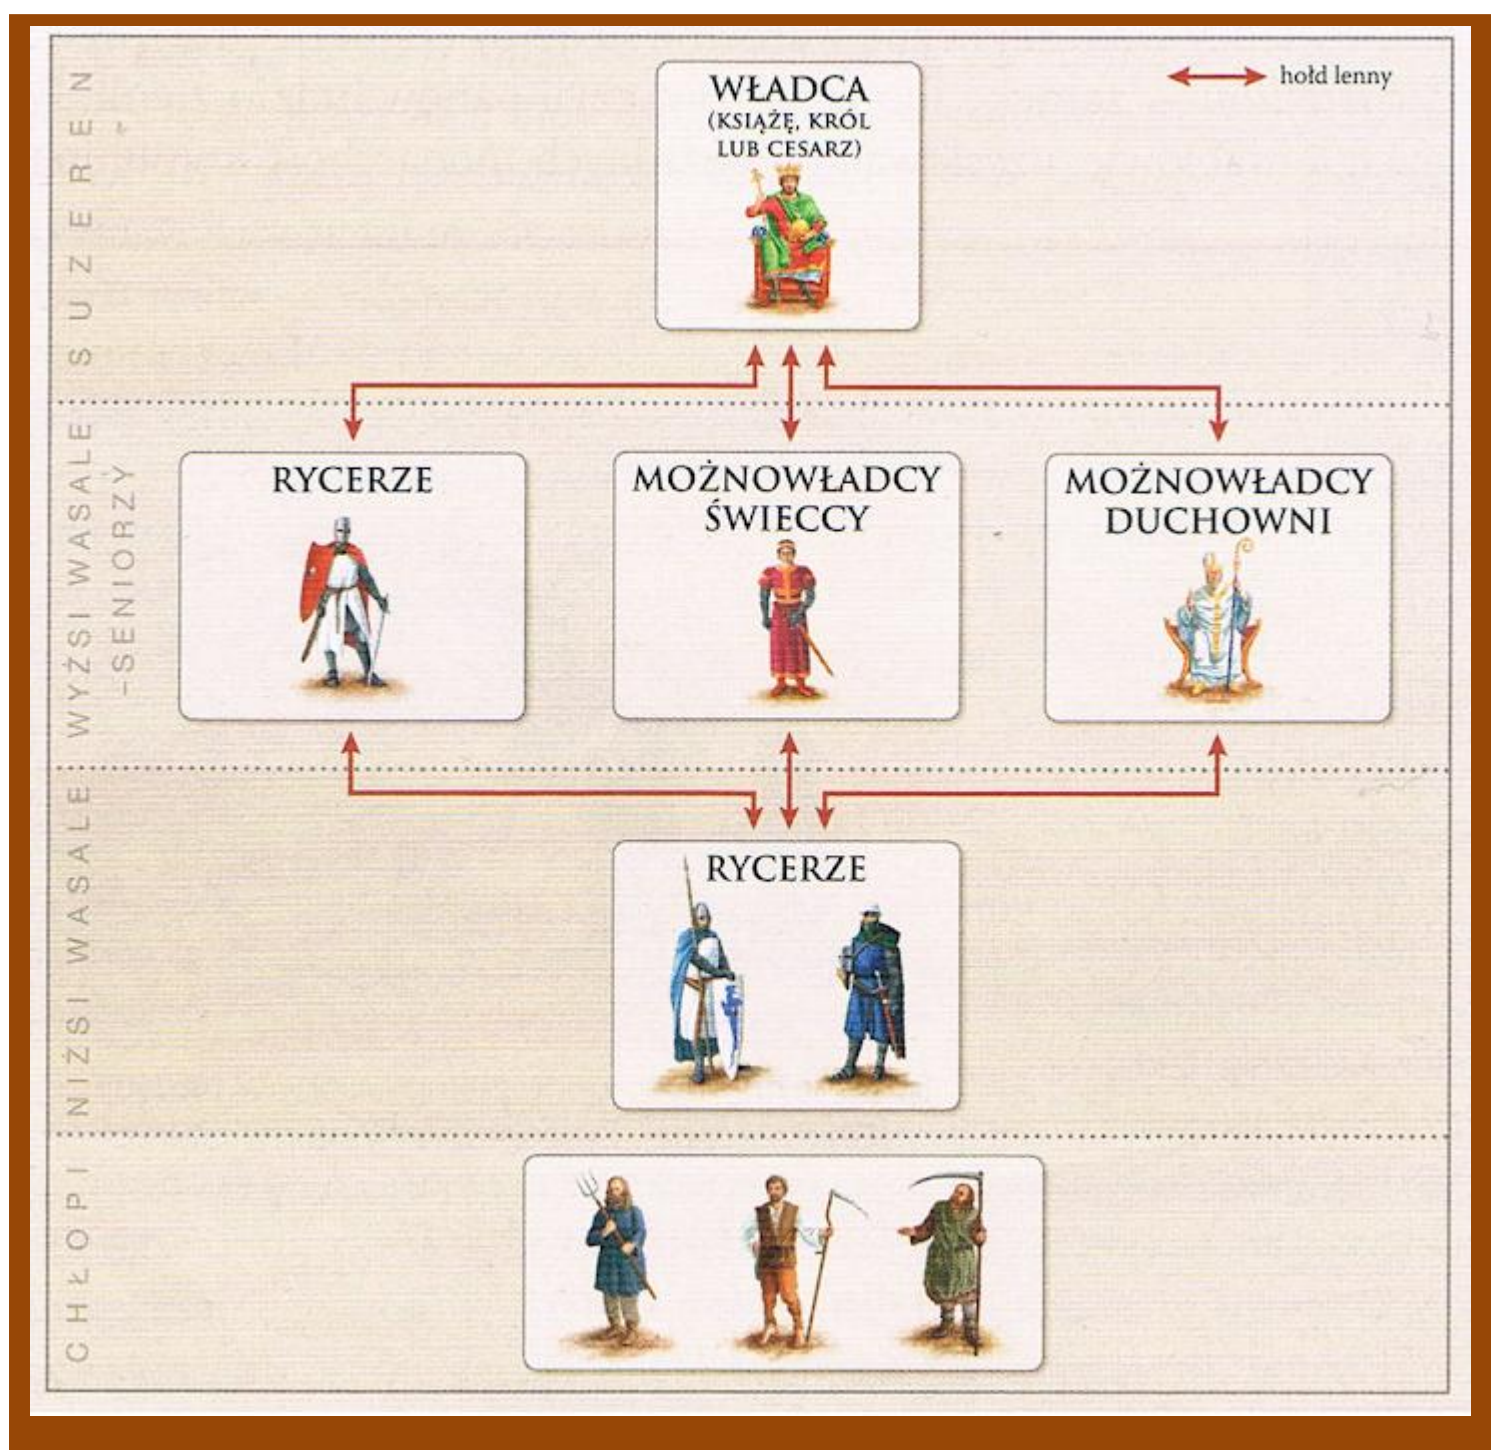 WŁADCA
(KSIĄŻĘ, KRÓL
LUB CESARZ)
hołd lenny
SUZEREN
RYCERZE
MOŻNOWŁADCY
ŚWIECCY
MOŻNOWŁADCY
DUCHOWNI
WYŻSI WASALE
–SENIORZY
RYCERZE
NIŻSI WASALE
CHŁOPI